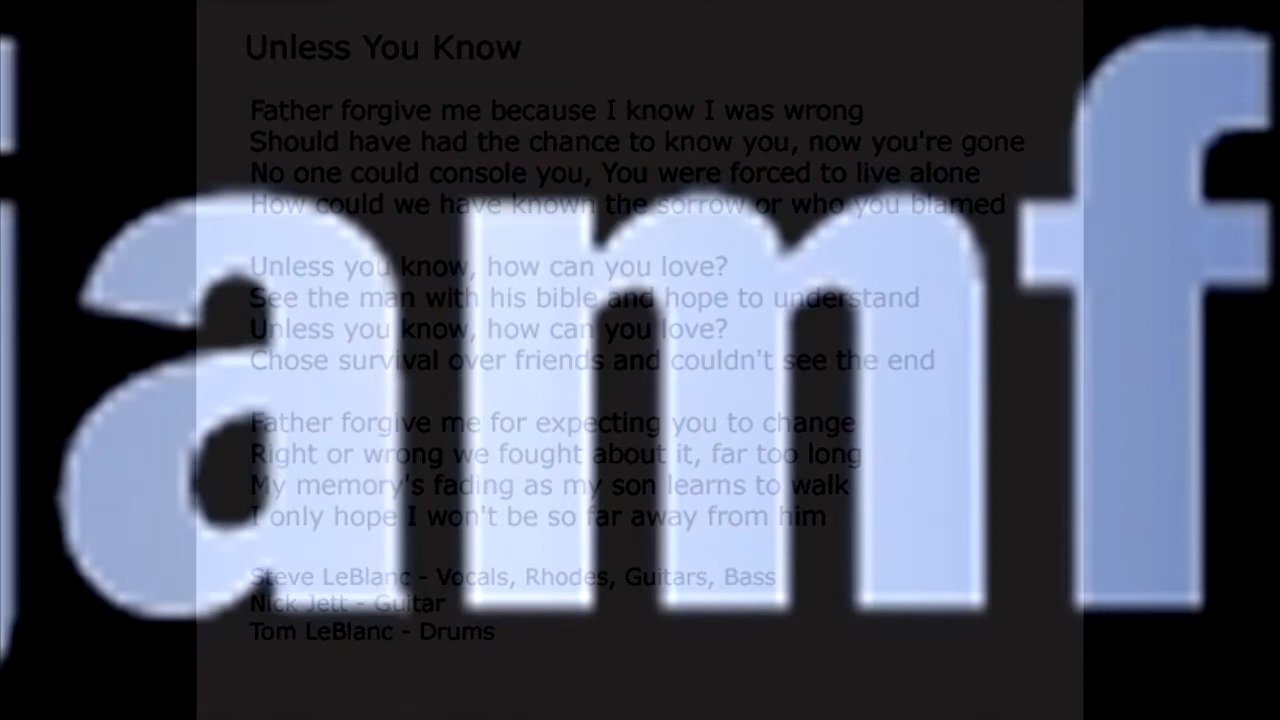 Unless You Know
Father forgive me because I know I was wrong
Should have had the chance to know you, now you're gone
No one could console you, You were forced to live alone
How could we have known the sorrow or who you blamed
Unless you know, how can you love?
See the man with his bible and hope to understand
Unless you know, how can you love?
Chose survival over friends and couldn't see the end
Father forgive me for expecting you to change
Right or wrong we fought about it, far too long
My memory's fading as my son learns to walk
I only hope I won't be so far away from him
Steve LeBlanc - Vocals, Rhodes, Guitars, Bass
Nick Jett - Guitar
Tom LeBlanc - Drums
jamf